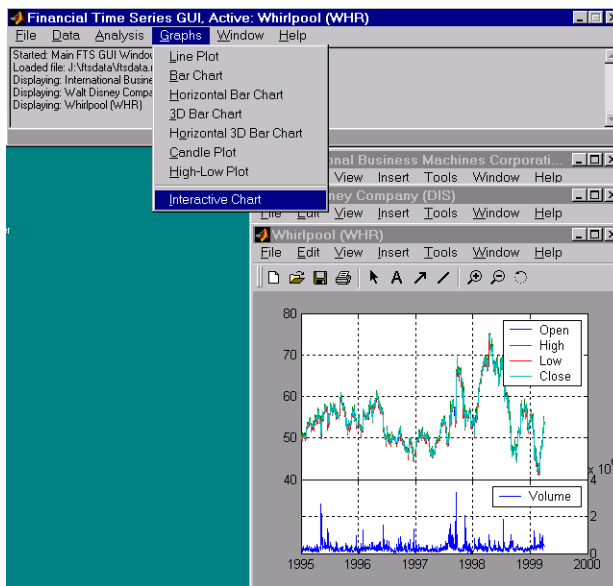 Financial Time Series GUI, Active: Whirlpool (WHR)
File Data Analysis Graphs Window Help
Started: Main FTS GUI Window
Loaded file: J:\ftsdata\ftsdata.
Displaying: International Busine
Displaying: Walt Disney Compa
Displaying: Whirlpool (WHR)
Line Plot
Bar Chart
Horizontal Bar Chart
3D Bar Chart
Horizontal 3D Bar Chart
Candle Plot
High-Low Plot
Interactive Chart
onal Business Machines Corporati...
View Insert Tools Window Help
ney Company (DIS)
File Edit View Insert Tools Window Help
Whirlpool (WHR)
File Edit View Insert Tools Window Help
A
80
70
60
50
40
Open
High
Low
Close
x 10
Volume
4
2
0
1995 1996 1997 1998 1999 2000